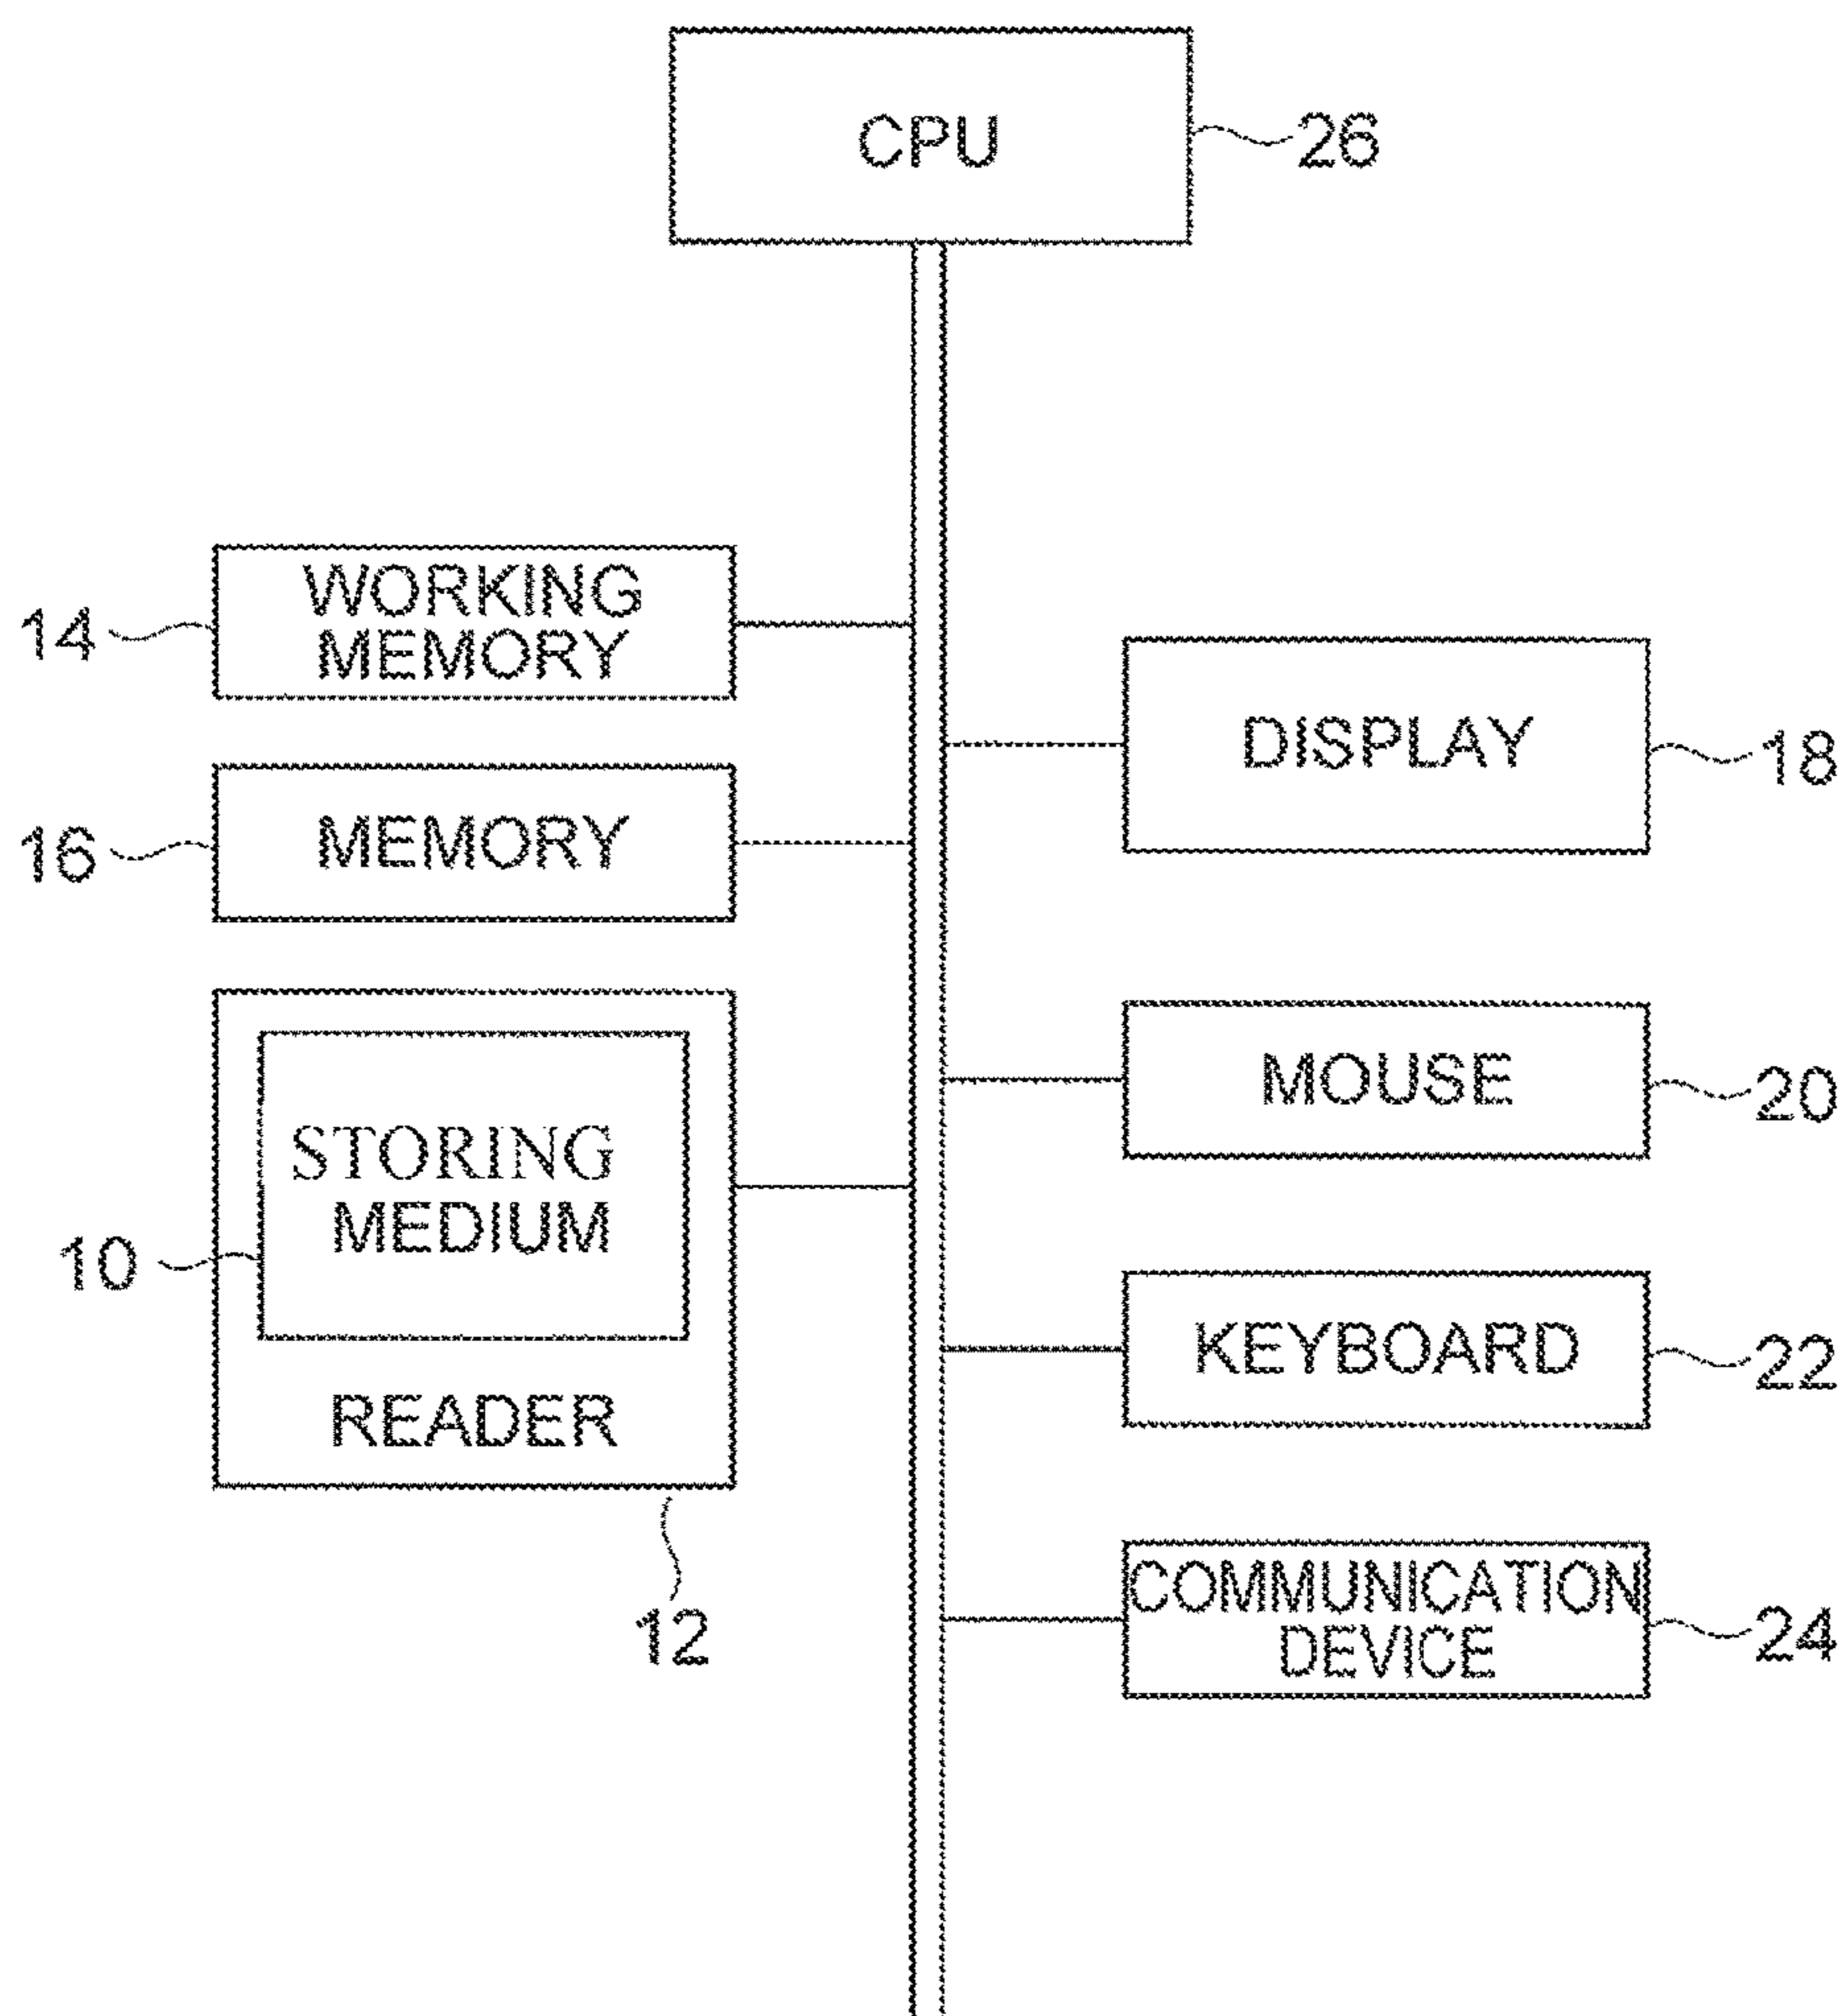 CPU
26
14
WORKING
MEMORY
DISPLAY
18
16
MEMORY
MOUSE
20
10
STORING
MEDIUM
READER
12
KEYBOARD
22
COMMUNICATION
DEVICE
24